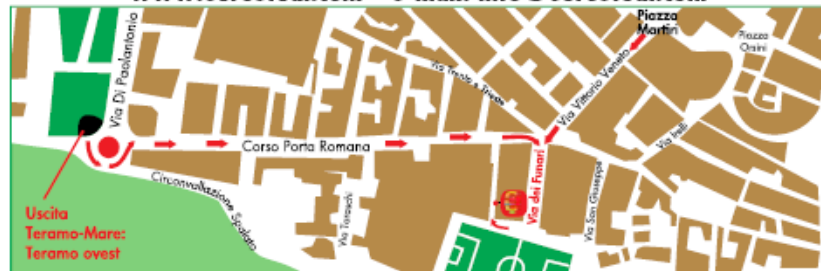 Piazza
Martiri
Piazza
Orsini
Via Di Paolantonio
Via Trento e Trieste
Via Vittorio Veneto
Corso Porta Romana
Via Irelli
Via dei Funari
Via San Giuseppe
Circonvallazione Spalato
Via Taraschi
Uscita
Teramo-Mare:
Teramo ovest